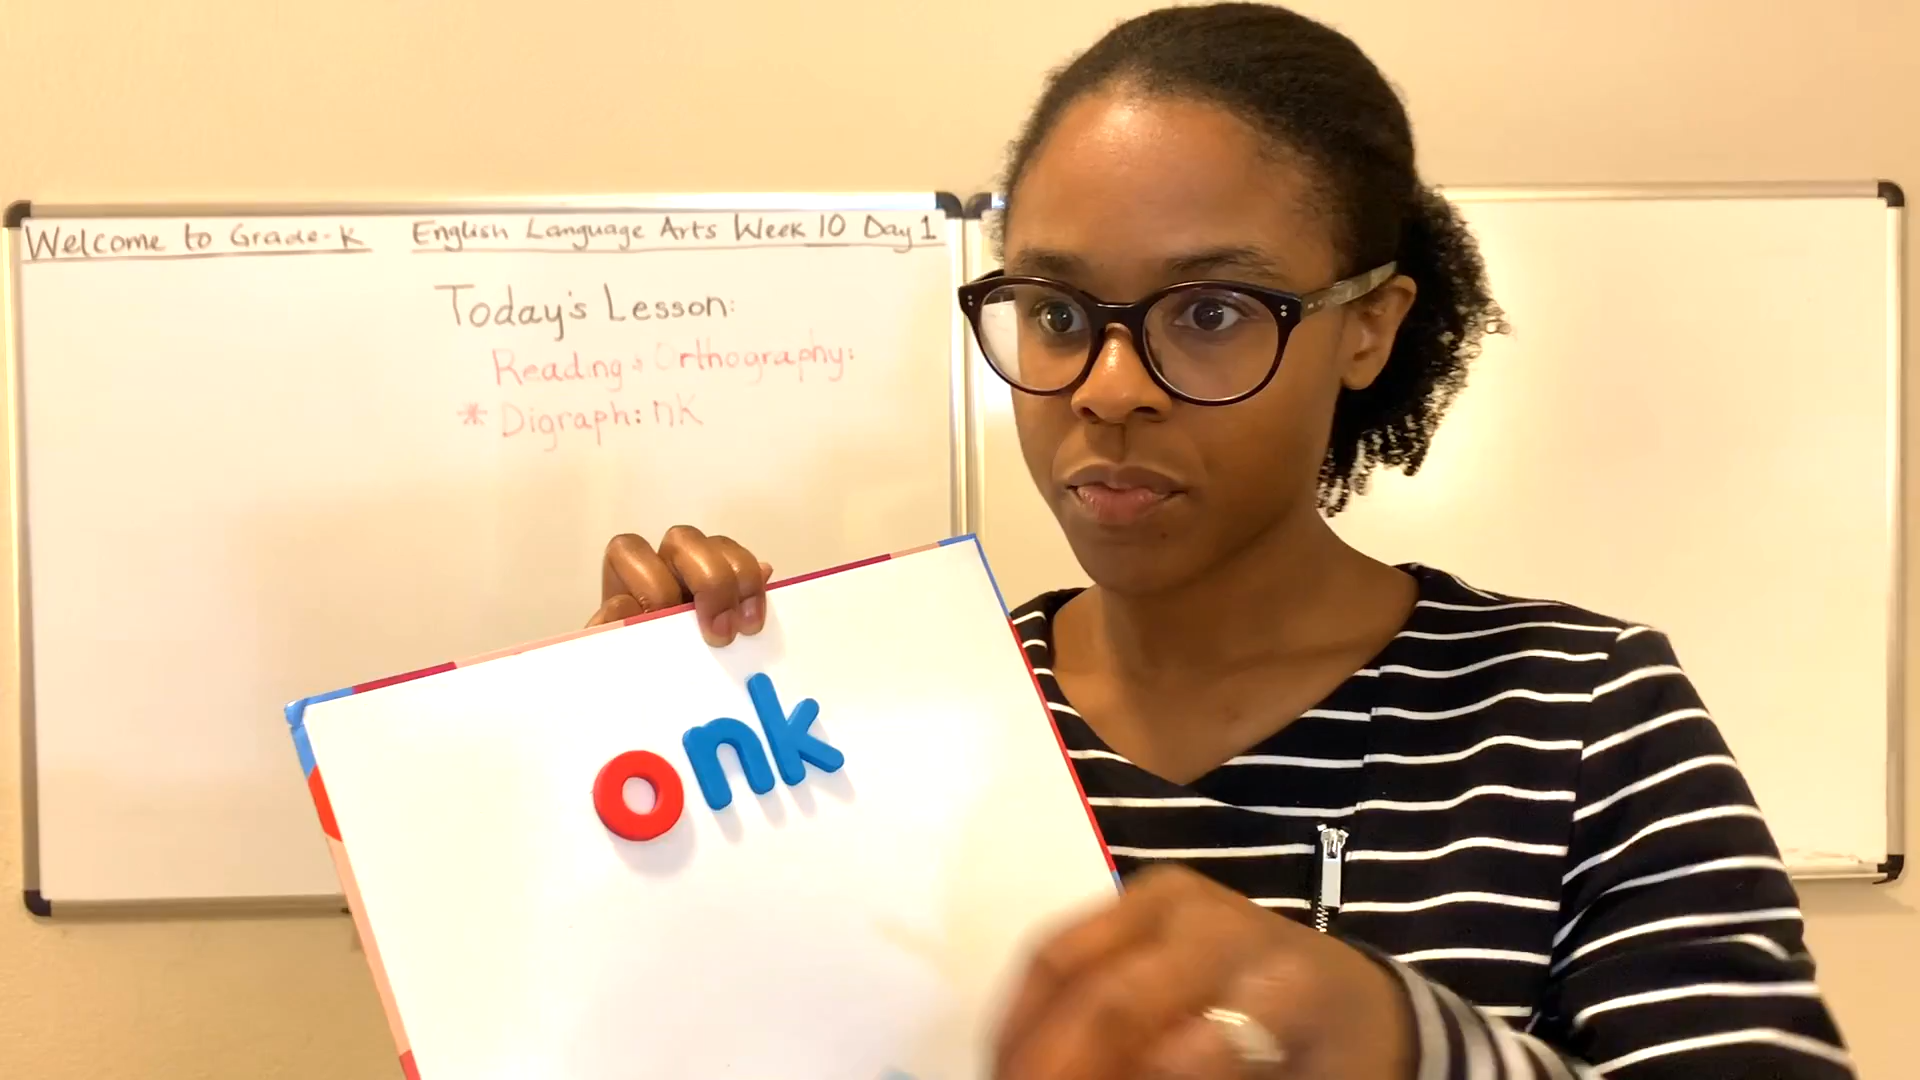 Welcome to Grade-K English Language Arts Week 10 Day 1
Today's Lesson:
Reading & Orthography:
* Digraph: nk
onk